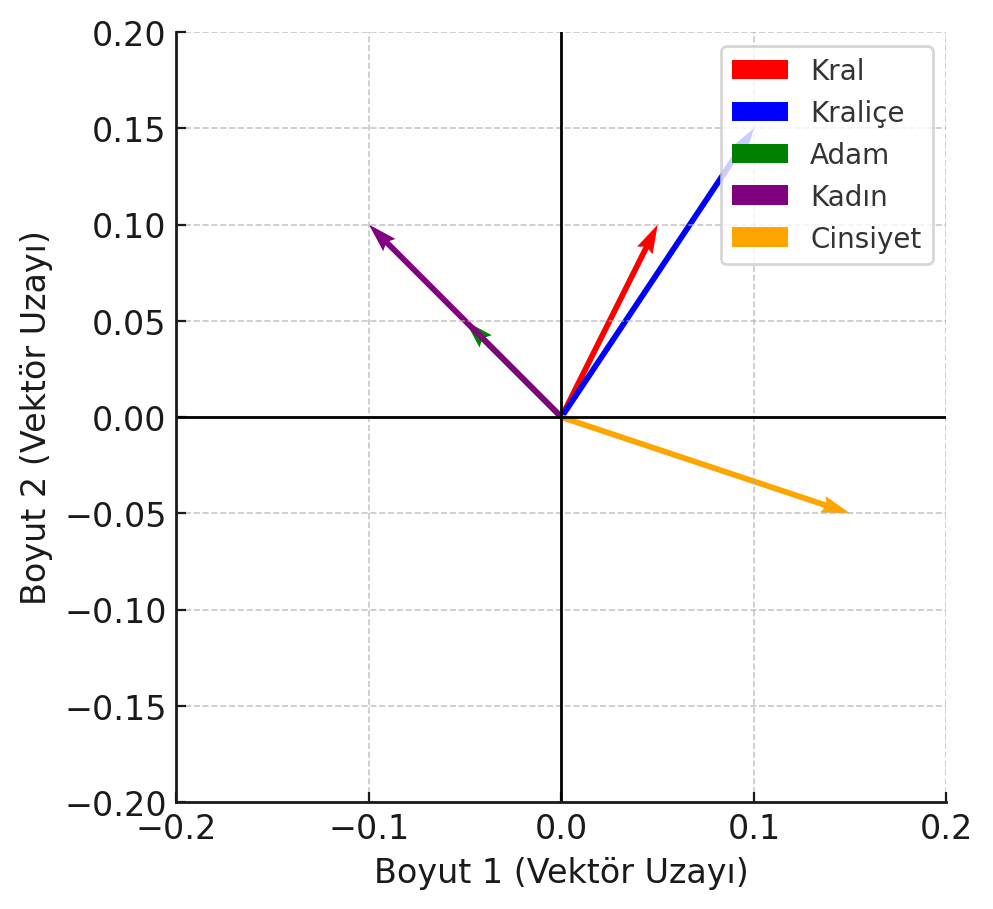 0.20
0.15
0.10
0.05
0.00
−0.05
−0.10
−0.15
−0.20
−0.2
−0.1
0.0
0.1
0.2
Boyut 2 (Vektör Uzayı)
Boyut 1 (Vektör Uzayı)
Kral
Kraliçe
Adam
Kadın
Cinsiyet